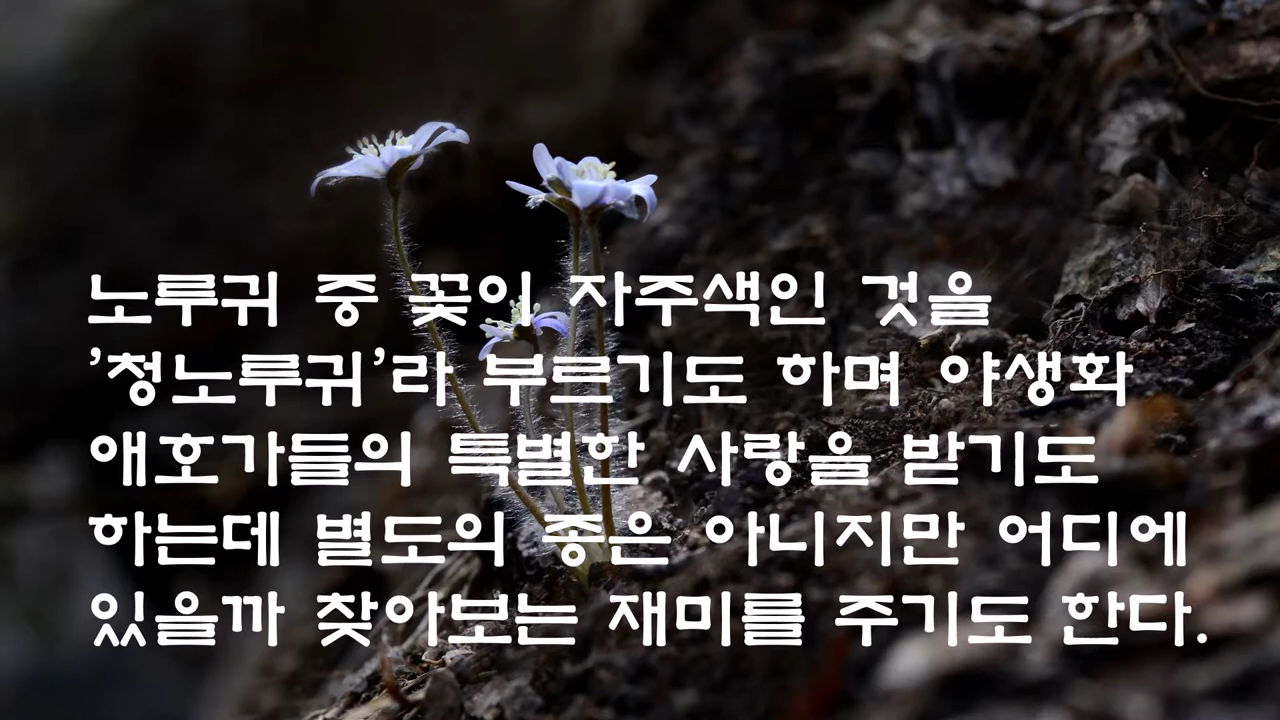 노루귀 중 꽃이 자주색인 것을
'청노루귀'라 부르기도 하며 야생화
애호가들의 특별한 사랑을 받기도
하는데 별도의 종은 아니지만 어디에
있을까 찾아보는 재미를 주기도 한다.